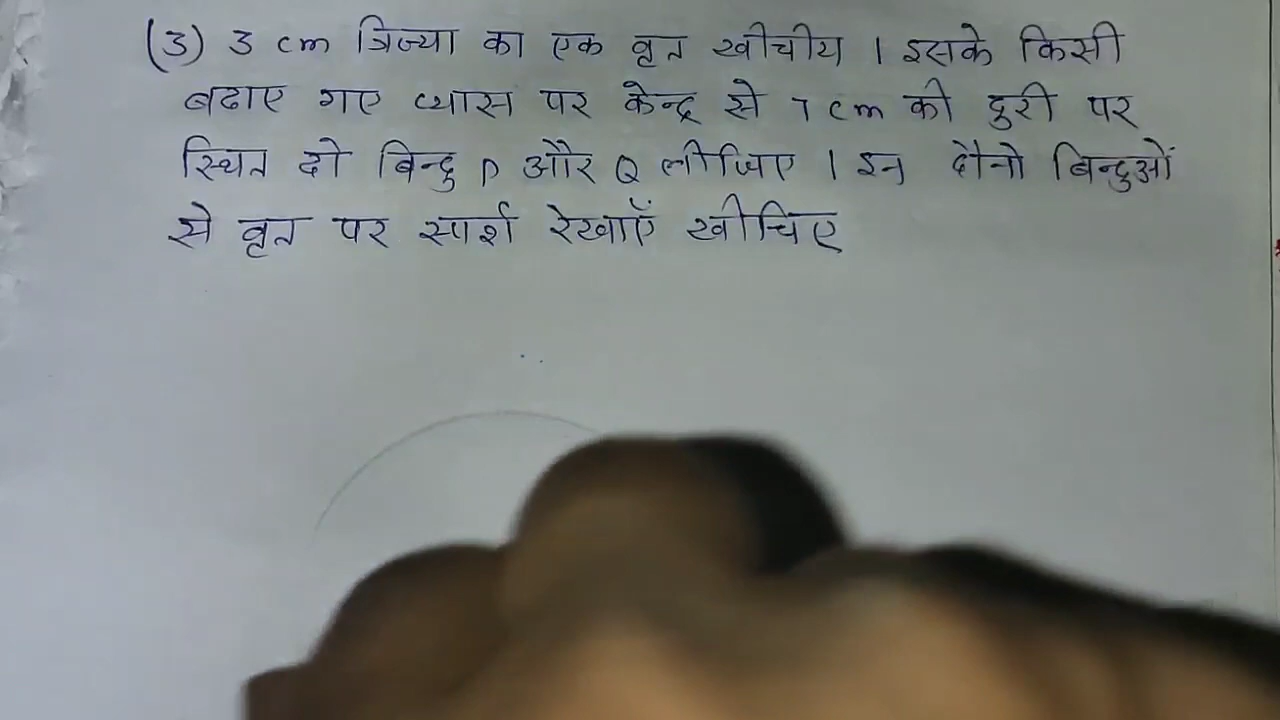 (3) 3 cm त्रिज्या का एक वृत खीचीय । इसके किसी
बढाए गए व्यास पर केन्द्र से 7 cm की दुरी पर
स्थित दो बिन्दु P और Q लीजिए । इन दौनो बिन्दुओं
से वृत पर स्पर्श रेखाएँ खीचिए